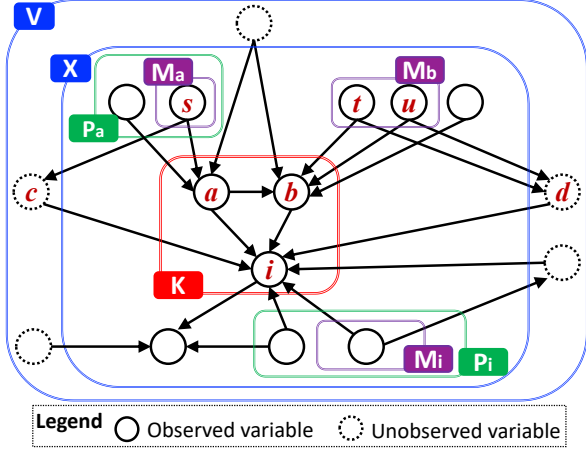 V
X
Ma
Mb
s
t
u
Pa
c
a
b
d
i
K
Mi
Pi
Legend
Observed variable
Unobserved variable